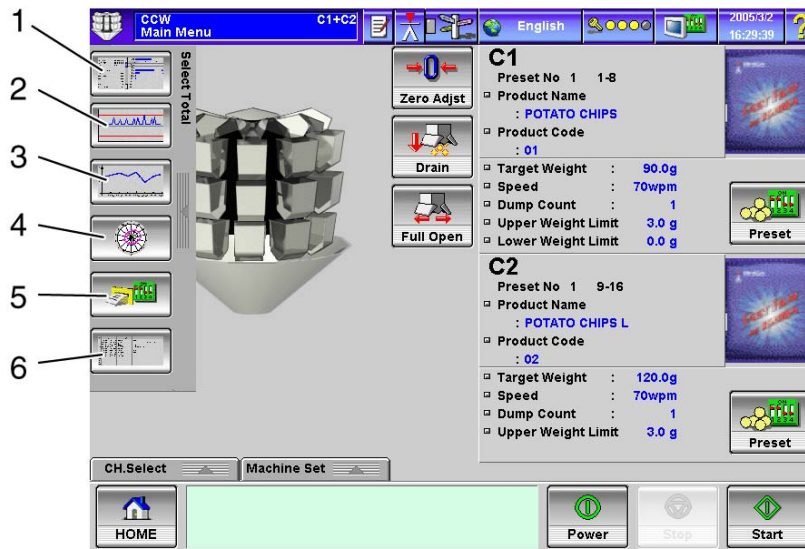 1
2
3
4
5
6
CCW
Main Menu
C1+C2
English
2005/3/2
16:29:39
?
Select Total
Zero Adjst
Drain
Full Open
C1
Preset No 1 1-8
Product Name
: POTATO CHIPS
Product Code
: 01
Target Weight : 90.0g
Speed : 70wpm
Dump Count : 1
Upper Weight Limit 3.0 g
Lower Weight Limit 0.0 g
Preset
C2
Preset No 1 9-16
Product Name
: POTATO CHIPS L
Product Code
: 02
Target Weight : 120.0g
Speed : 70wpm
Dump Count : 1
Upper Weight Limit 3.0 g
Preset
CH.Select
Machine Set
HOME
Power
Stop
Start